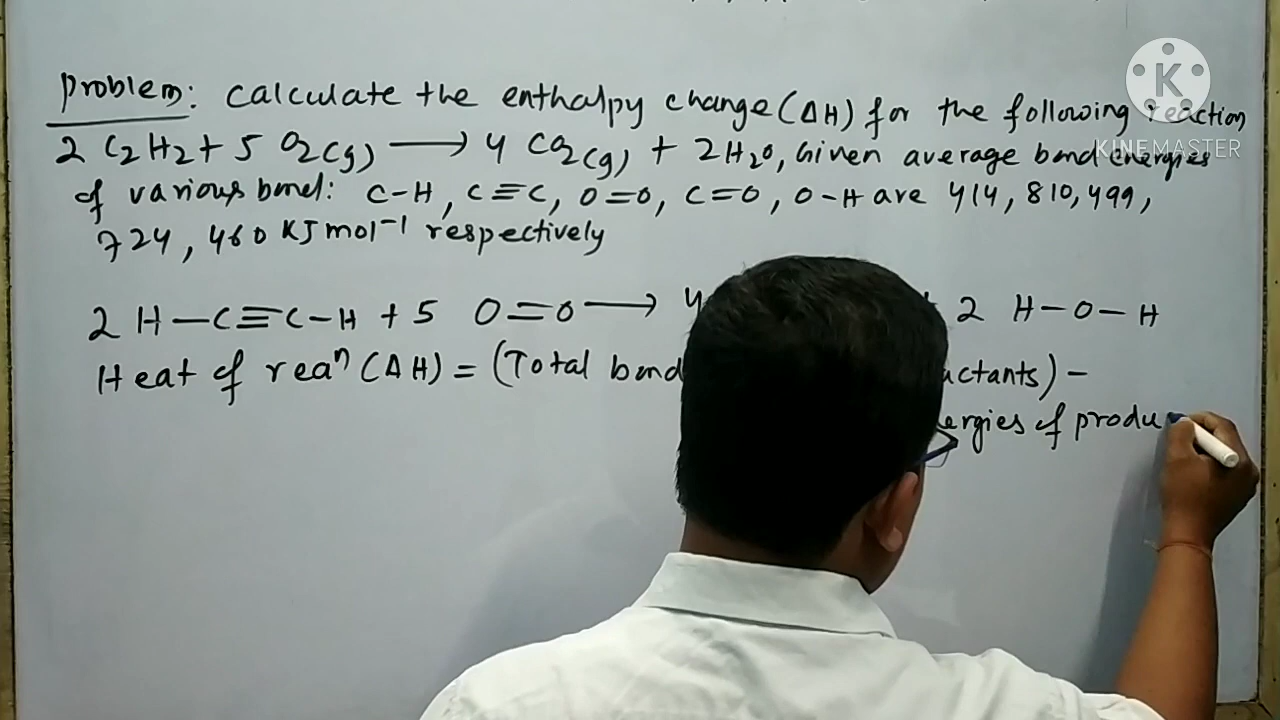 Problem: Calculate the enthalpy change (ΔH) for the following reaction
2 C2H2 + 5 O2(g) ⟶ 4 CO2(g) + 2H2O, Given average bond energies
of various bond: C-H, C≡C, O=O, C=O, O-H are 414, 810, 499,
724, 460 KJ mol-1 respectively
2 H-C≡C-H + 5 O=O ⟶ 4 2 H-O-H
Heat of reaⁿ (ΔH) = (Total bond actants) -
ergies of produ
K
KINEMASTER